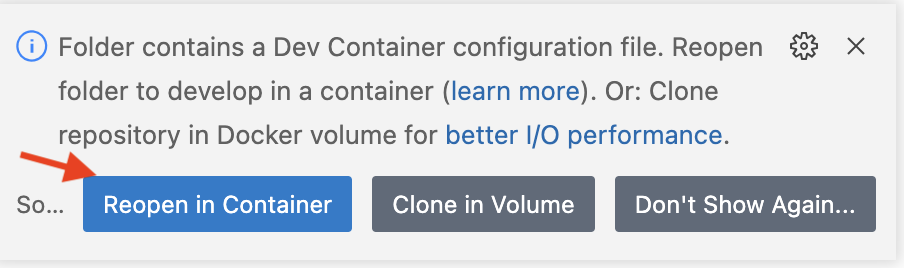 Folder contains a Dev Container configuration file. Reopen
folder to develop in a container (learn more). Or: Clone
repository in Docker volume for better I/O performance.
So... Reopen in Container Clone in Volume Don't Show Again...